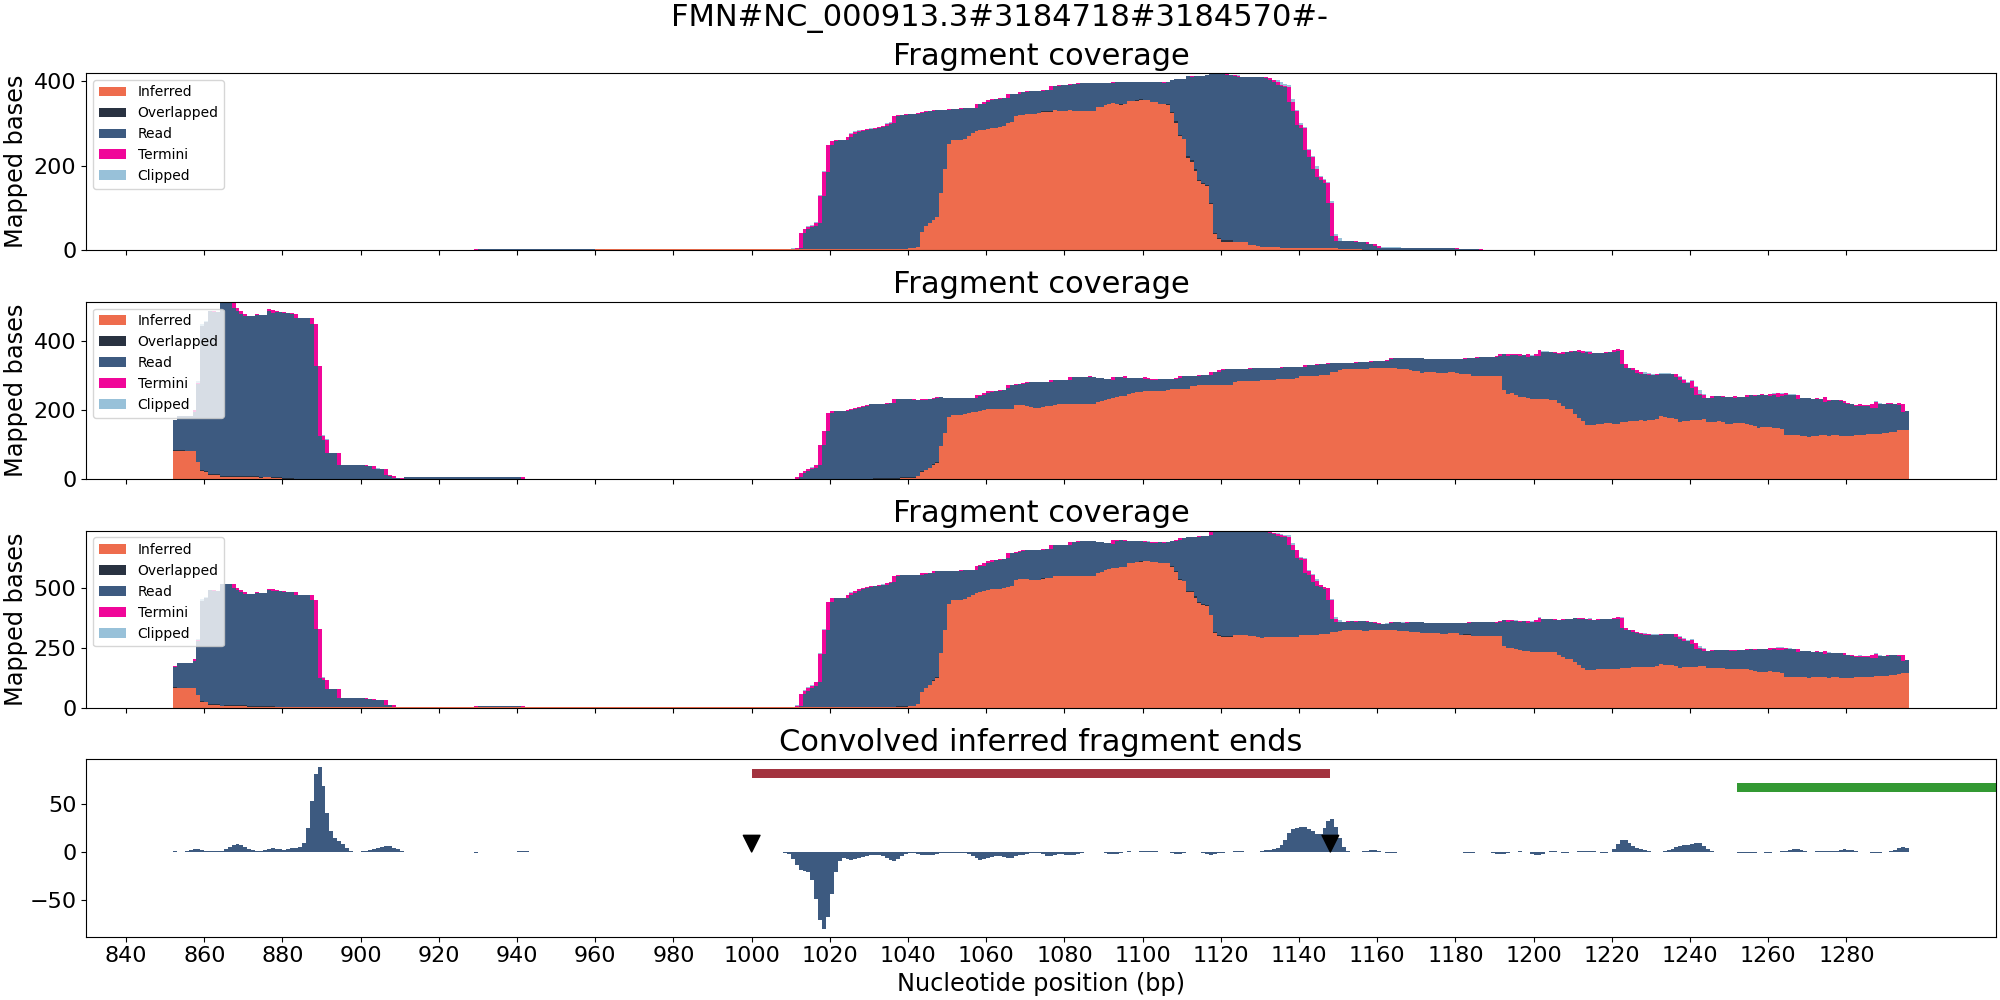 FMN#NC_000913.3#3184718#3184570#-
Fragment coverage
Mapped bases
400
200
0
Inferred
Overlapped
Read
Termini
Clipped
Fragment coverage
Mapped bases
400
200
0
Inferred
Overlapped
Read
Termini
Clipped
Fragment coverage
Mapped bases
500
250
0
Inferred
Overlapped
Read
Termini
Clipped
Convolved inferred fragment ends
50
0
−50
840 860 880 900 920 940 960 980 1000 1020 1040 1060 1080 1100 1120 1140 1160 1180 1200 1220 1240 1260 1280
Nucleotide position (bp)